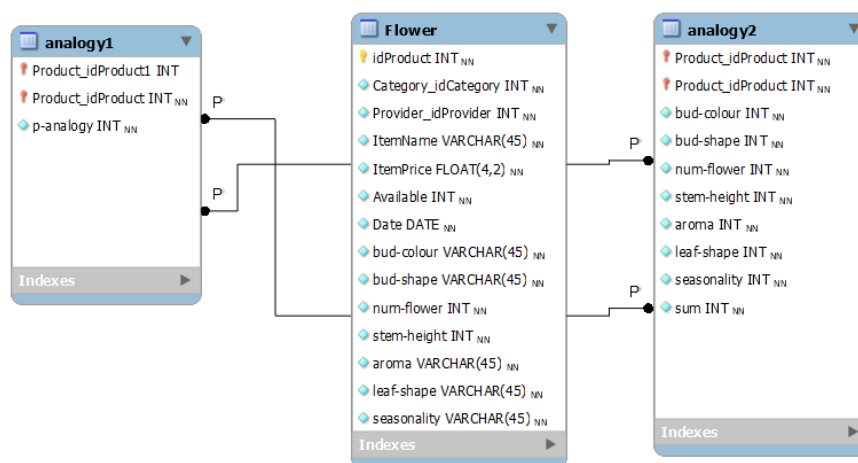 analogy1
Product_idProduct1 INT
Product_idProduct INT NN
p-analogy INT NN
Indexes
P
P
Flower
idProduct INT NN
Category_idCategory INT NN
Provider_idProvider INT NN
ItemName VARCHAR(45) NN
ItemPrice FLOAT(4,2) NN
Available INT NN
Date DATE NN
bud-colour VARCHAR(45) NN
bud-shape VARCHAR(45) NN
num-flower INT NN
stem-height INT NN
aroma VARCHAR(45) NN
leaf-shape VARCHAR(45) NN
seasonality VARCHAR(45) NN
Indexes
P
P
analogy2
Product_idProduct INT NN
Product_idProduct INT NN
bud-colour INT NN
bud-shape INT NN
num-flower INT NN
stem-height INT NN
aroma INT NN
leaf-shape INT NN
seasonality INT NN
sum INT NN
Indexes